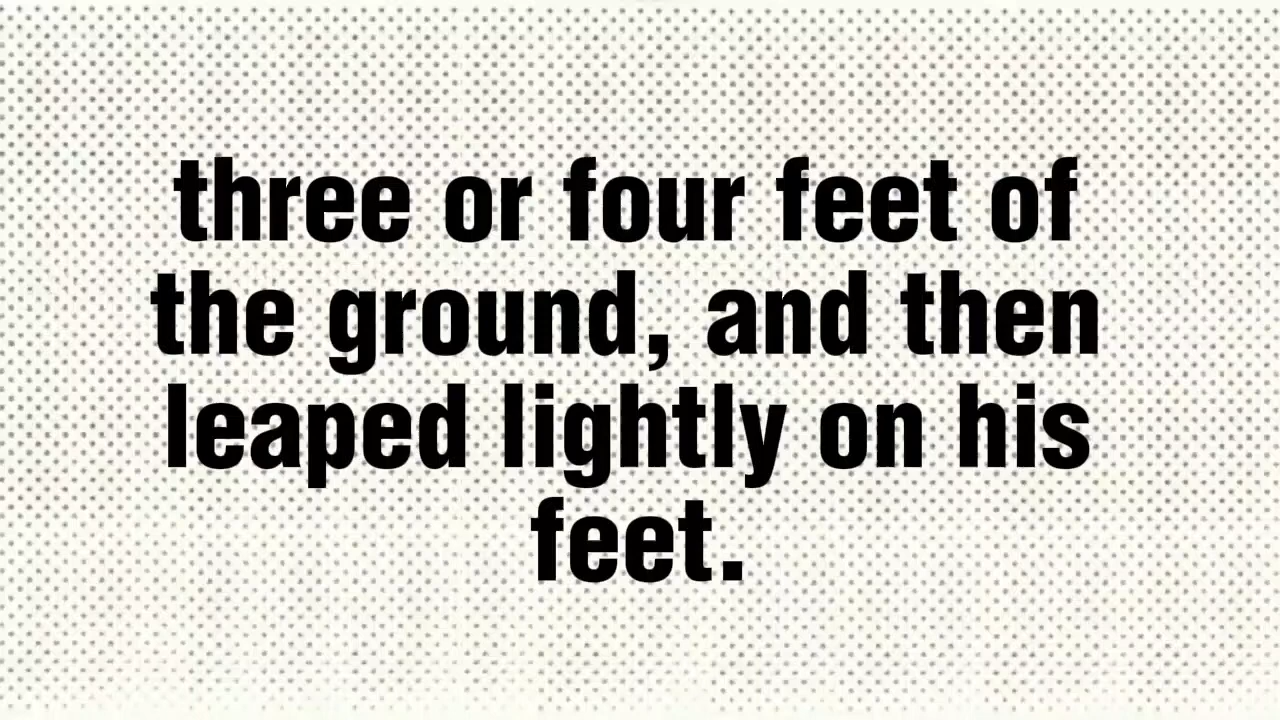 three or four feet of
the ground, and then
leaped lightly on his
feet.